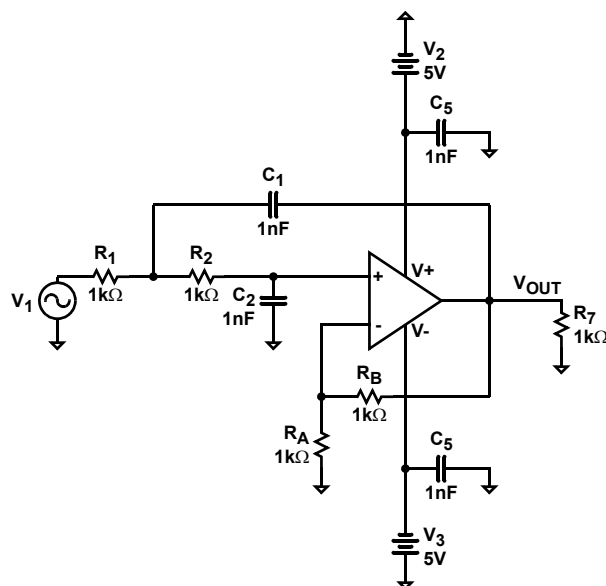 V2
5V
C5
1nF
C1
1nF
R1
1kΩ
R2
1kΩ
C2
1nF
V1
+
-
V+
V-
VOUT
R7
1kΩ
RB
1kΩ
RA
1kΩ
C5
1nF
V3
5V